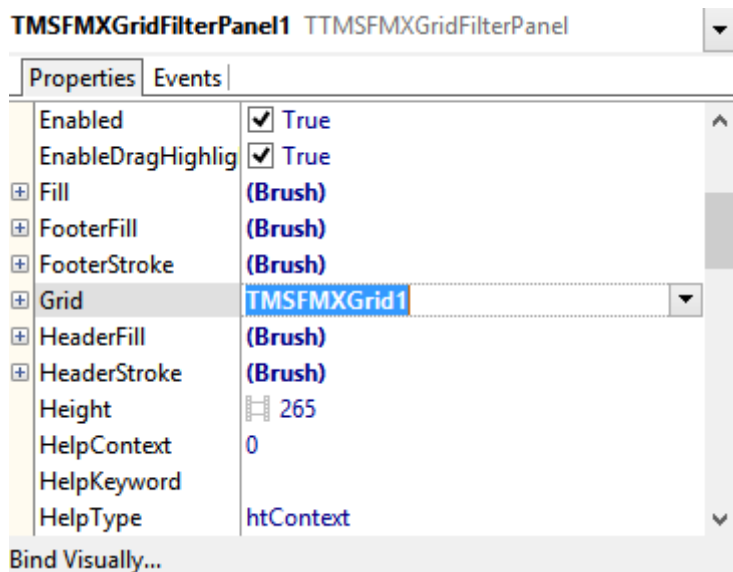 TMSFMXGridFilterPanel1 TTMSFMXGridFilterPanel
Properties Events
Enabled True
EnableDragHighlig True
Fill (Brush)
FooterFill (Brush)
FooterStroke (Brush)
Grid TMSFMXGrid1
HeaderFill (Brush)
HeaderStroke (Brush)
Height 265
HelpContext 0
HelpKeyword
HelpType htContext
Bind Visually...